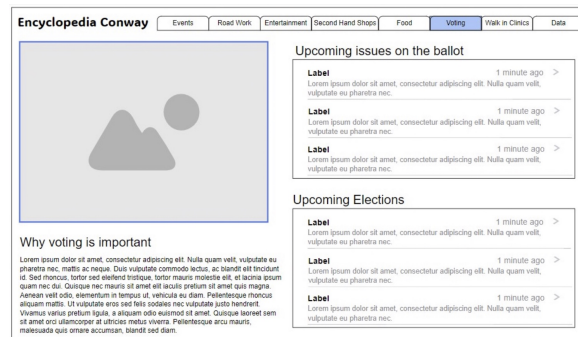 Encyclopedia Conway
Events
Road Work
Entertainment
Second Hand Shops
Food
Voting
Walk in Clinics
Data
Upcoming issues on the ballot
Label 1 minute ago >
Lorem ipsum dolor sit amet, consectetur adipiscing elit. Nulla quam velit,
vulputate eu pharetra nec.
Label 1 minute ago >
Lorem ipsum dolor sit amet, consectetur adipiscing elit. Nulla quam velit,
vulputate eu pharetra nec.
Label 1 minute ago >
Lorem ipsum dolor sit amet, consectetur adipiscing elit. Nulla quam velit,
vulputate eu pharetra nec.
Upcoming Elections
Label 1 minute ago >
Lorem ipsum dolor sit amet, consectetur adipiscing elit. Nulla quam velit,
vulputate eu pharetra nec.
Label 1 minute ago >
Lorem ipsum dolor sit amet, consectetur adipiscing elit. Nulla quam velit,
vulputate eu pharetra nec.
Label 1 minute ago >
Lorem ipsum dolor sit amet, consectetur adipiscing elit. Nulla quam velit,
vulputate eu pharetra nec.
Why voting is important
Lorem ipsum dolor sit amet, consectetur adipiscing elit. Nulla quam velit, vulputate eu
pharetra nec, mattis ac neque. Duis vulputate commodo lectus, ac blandit elit tincidunt
id. Sed rhoncus, tortor sed eleifend tristique, tortor mauris molestie elit, et lacinia ipsum
quam nec dui. Quisque nec mauris sit amet elit iaculis pretium sit amet quis magna.
Aenean velit odio, elementum in tempus ut, vehicula eu diam. Pellentesque rhoncus
aliquam mattis. Ut vulputate eros sed felis sodales nec vulputate justo hendrerit.
Vivamus varius pretium ligula, a aliquam odio euismod sit amet. Quisque laoreet sem
sit amet orci ullamcorper at ultricies metus viverra. Pellentesque arcu mauris,
malesuada quis ornare accumsan, blandit sed diam.